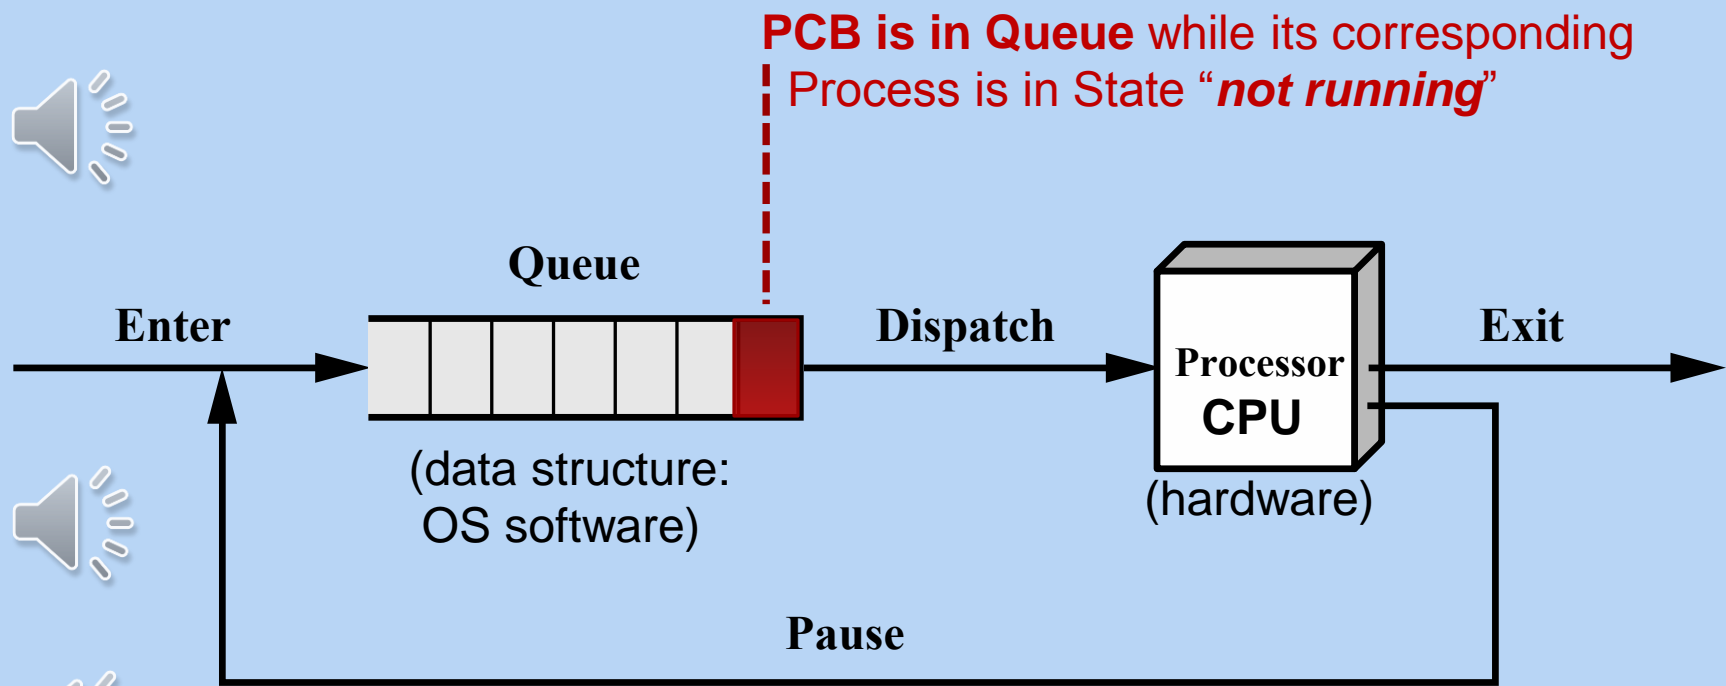 PCB is in Queue while its corresponding
Process is in State “not running”
Queue
Enter
Dispatch
Exit
Processor
CPU
(data structure:
OS software)
(hardware)
Pause